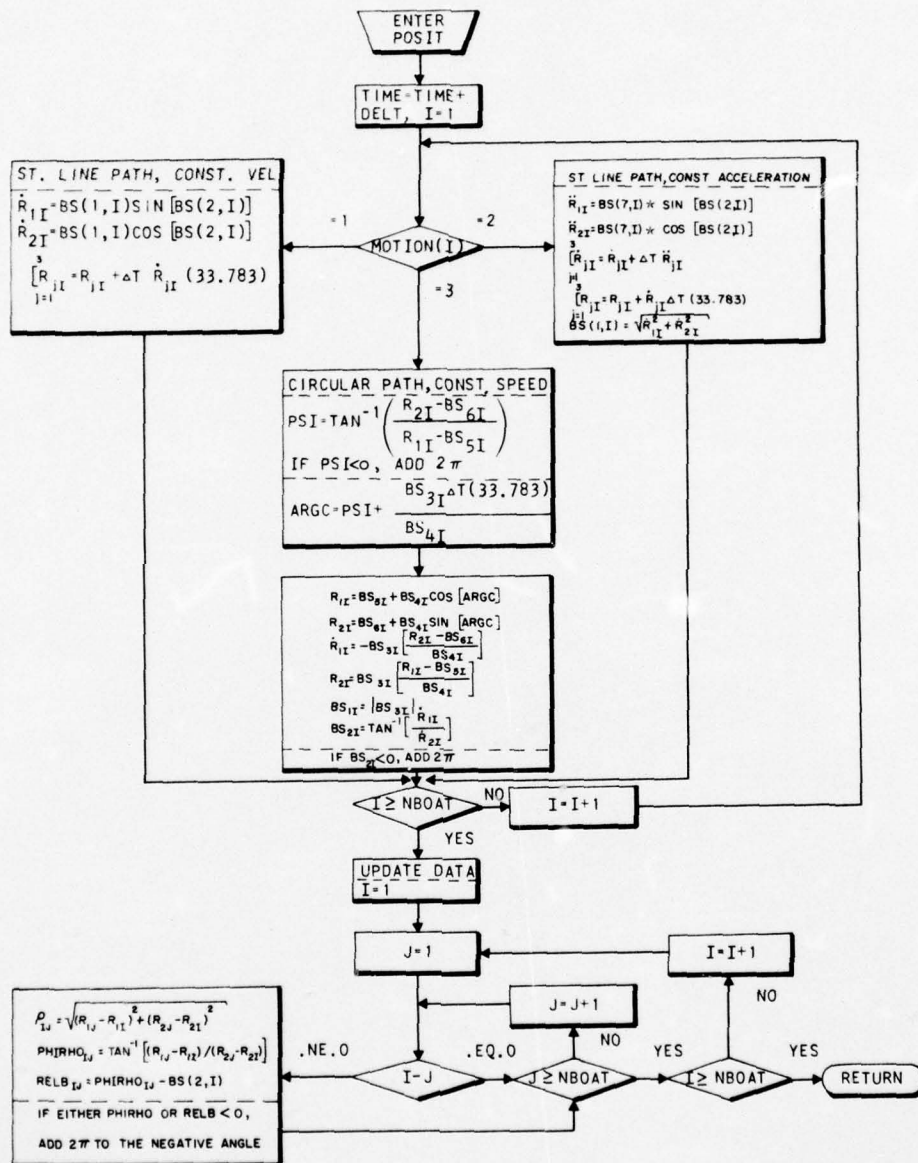 ENTER
POSIT
TIME=TIME+
DELT, I=1
ST. LINE PATH, CONST. VEL
Ṙ1I=BS(1,I)SIN [BS(2,I)]
Ṙ2I=BS(1,I)COS [BS(2,I)]
3
[RjI=RjI+ΔT ṘjI (33.783)
j=1
=1
MOTION(I)
=2
=3
ST LINE PATH,CONST ACCELERATION
R̈1I=BS(7,I)* SIN [BS(2,I)]
R̈2I=BS(7,I)* COS [BS(2,I)]
3
[ṘjI=ṘjI+ΔT R̈jI
j=1
3
[RjI=RjI+ṘjIΔT(33.783)
j=1
BS(1,I)=√Ṙ1I²+Ṙ2I²
CIRCULAR PATH,CONST, SPEED
PSI=TAN⁻¹(R2I-BS6I / R1I-BS5I)
IF PSI<0, ADD 2π
ARGC=PSI+ BS3IΔT(33.783) / BS4I
R1I=BS5I+BS4ICOS [ARGC]
R2I=BS6I+BS4ISIN [ARGC]
Ṙ1I=-BS3I[R2I-BS6I / BS4I]
R2I=BS3I[R1I-BS5I / BS4I]
BS1I=|BS3I|
BS2I=TAN⁻¹[Ṙ1I / Ṙ2I]
IF BS2I<0, ADD 2π
I≥NBOAT
NO
I=I+1
YES
UPDATE DATA
I=1
J=1
I=I+1
J=J+1
NO
NO
ρIJ=√(R1J-R1I)²+(R2J-R2I)²
PHIRHOIJ=TAN⁻¹[(R1J-R1I)/(R2J-R2I)]
RELBIJ=PHIRHOIJ-BS(2,I)
IF EITHER PHIRHO OR RELB<0,
ADD 2π TO THE NEGATIVE ANGLE
.NE.0
I-J
.EQ.0
J≥NBOAT
YES
I≥NBOAT
YES
RETURN